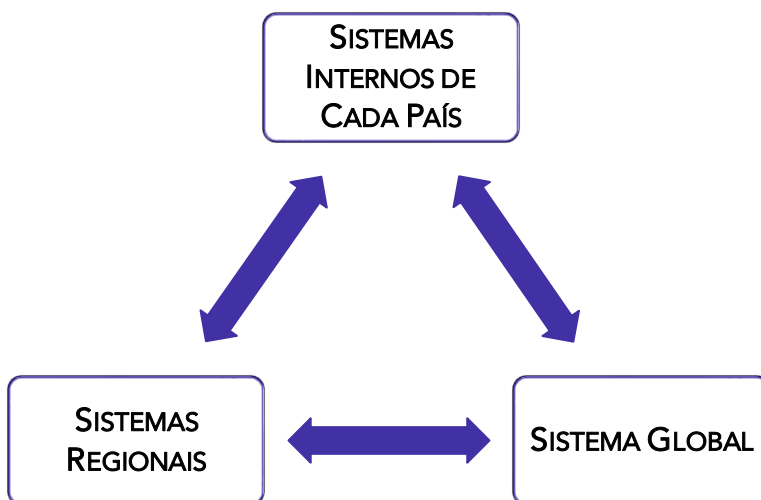 SISTEMAS
INTERNOS DE
CADA PAÍS
SISTEMAS
REGIONAIS
SISTEMA GLOBAL